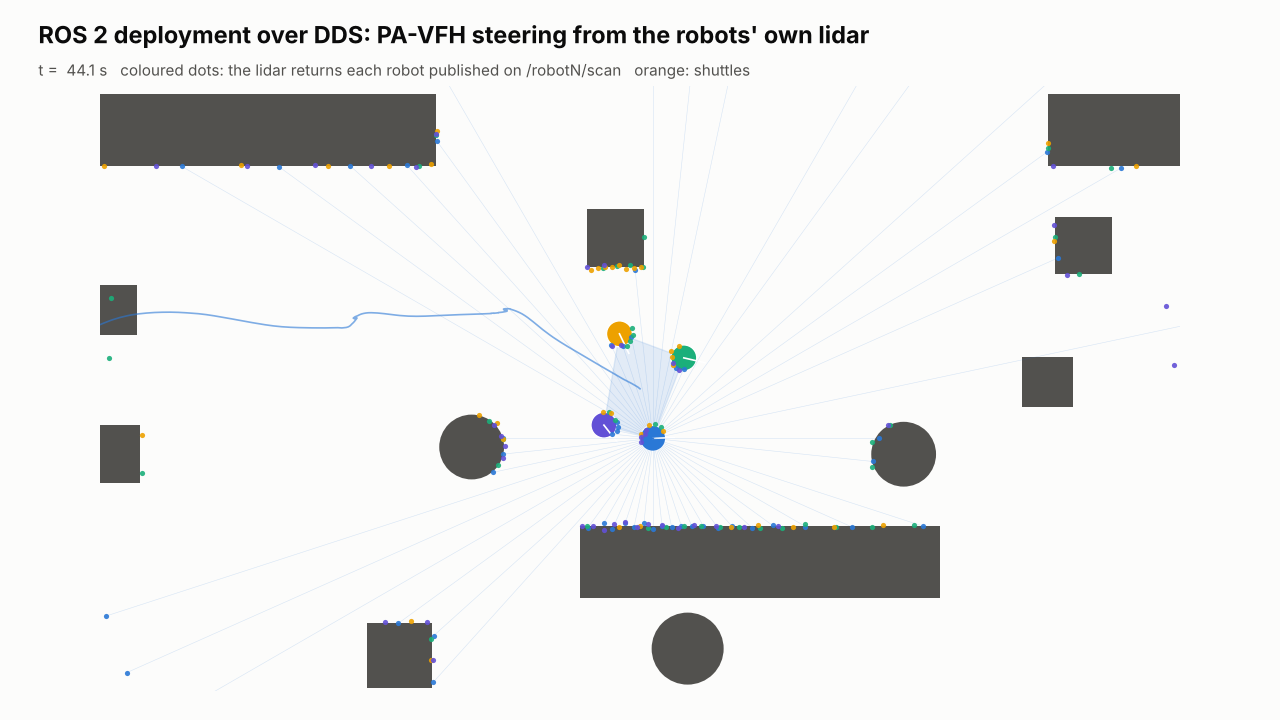 ROS 2 deployment over DDS: PA-VFH steering from the robots' own lidar
t = 44.1 s coloured dots: the lidar returns each robot published on /robotN/scan orange: shuttles